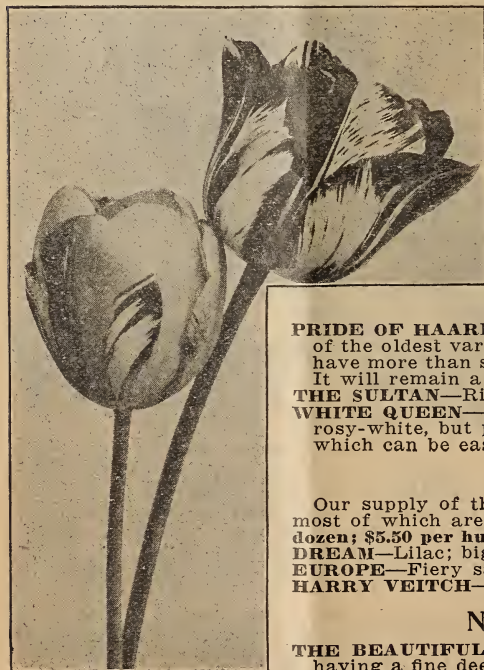 PRIDE OF HAARL
of the oldest var
have more than s
It will remain a
THE SULTAN—Ri
WHITE QUEEN—
rosy-white, but p
which can be eas
Our supply of th
most of which are
dozen; $5.50 per hu
DREAM—Lilac; big
EUROPE—Fiery sa
HARRY VEITCH—
N
THE BEAUTIFUL
having a fine dee